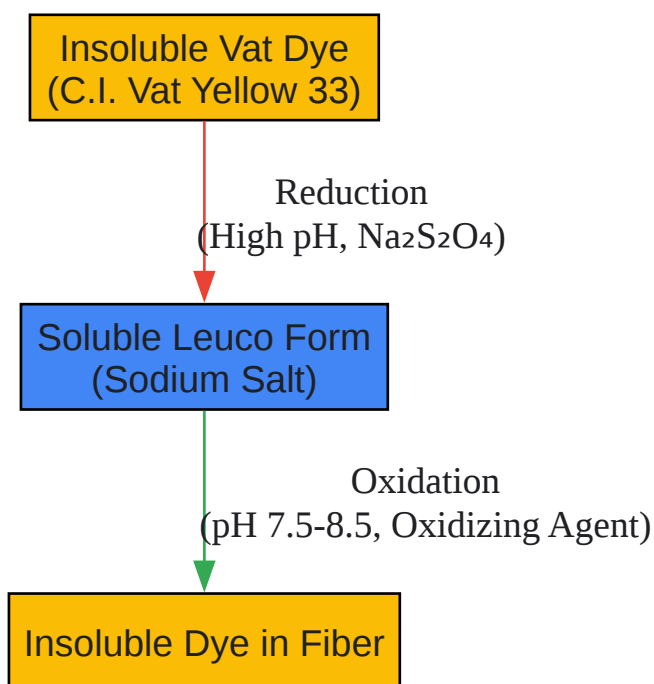 Insoluble Vat Dye
(C.I. Vat Yellow 33)
Reduction
(High pH, Na₂S₂O₄)
Soluble Leuco Form
(Sodium Salt)
Oxidation
(pH 7.5-8.5, Oxidizing Agent)
Insoluble Dye in Fiber